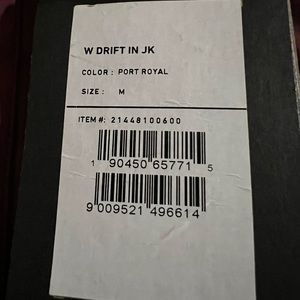 W DRIFT IN JK
COLOR : PORT ROYAL
SIZE : M
ITEM #: 21448100600
1 90450 65771 5
9 009521 496614